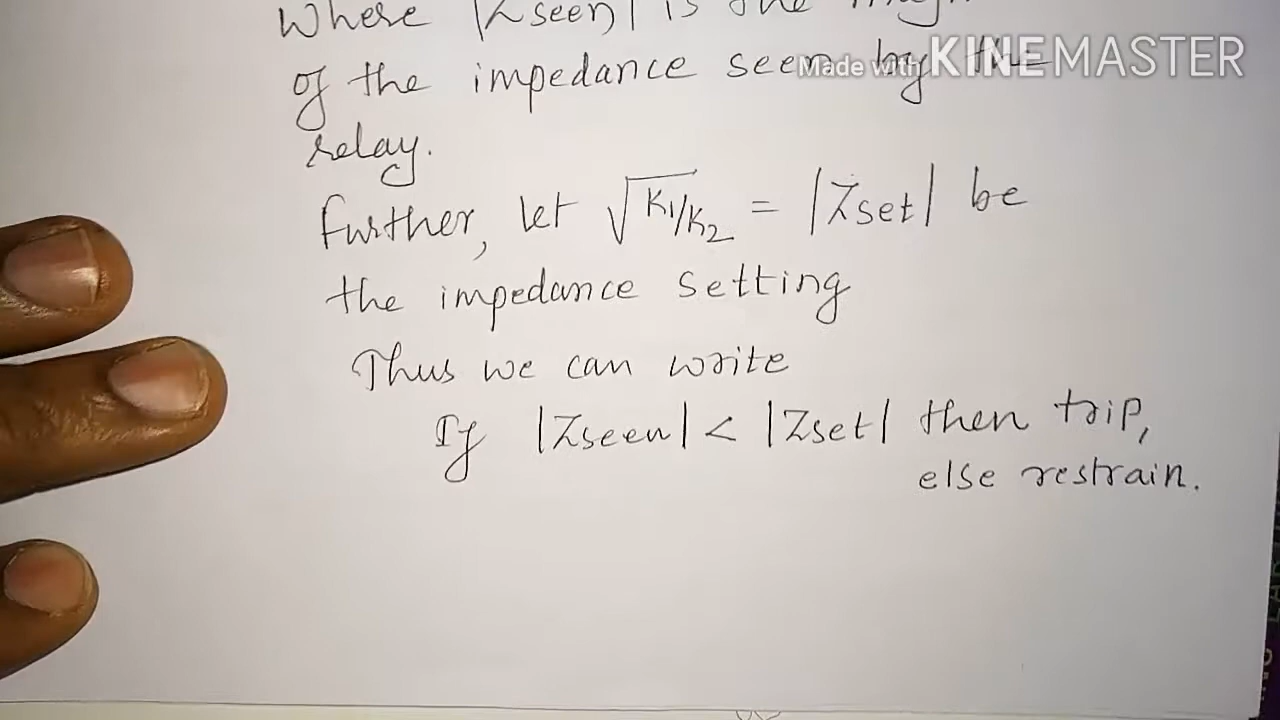 Where |Zseen| is the
of the impedance seen by the
relay.
Further, let √K1/K2 = |Zset| be
the impedance setting
Thus we can write
If |Zseen| < |Zset| then trip,
else restrain.
Made with KINEMASTER